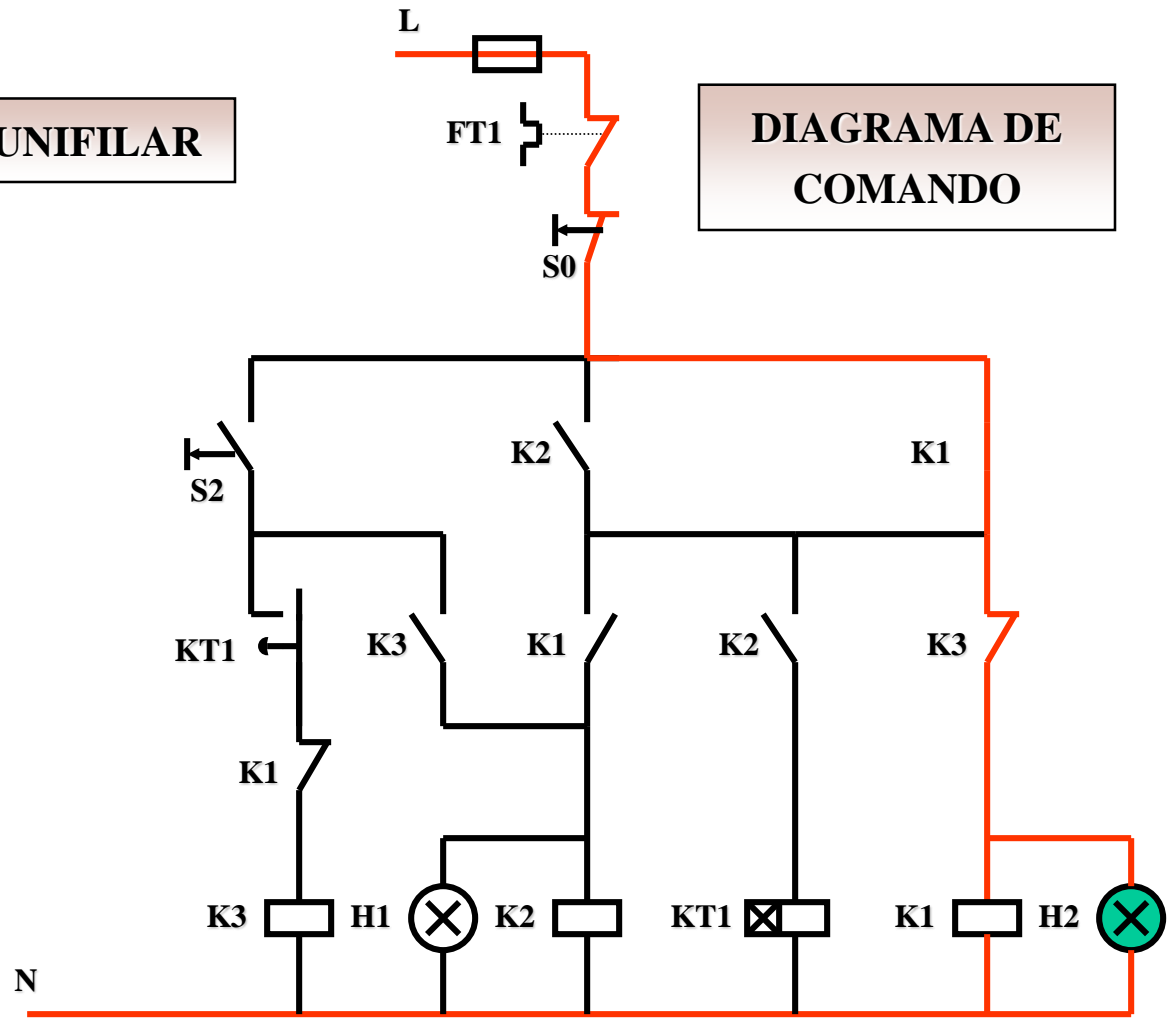 L
UNIFILAR
DIAGRAMA DE
COMANDO
FT1
S0
S2
K2
K1
KT1
K3
K1
K2
K3
K1
K3
H1
K2
KT1
K1
H2
N